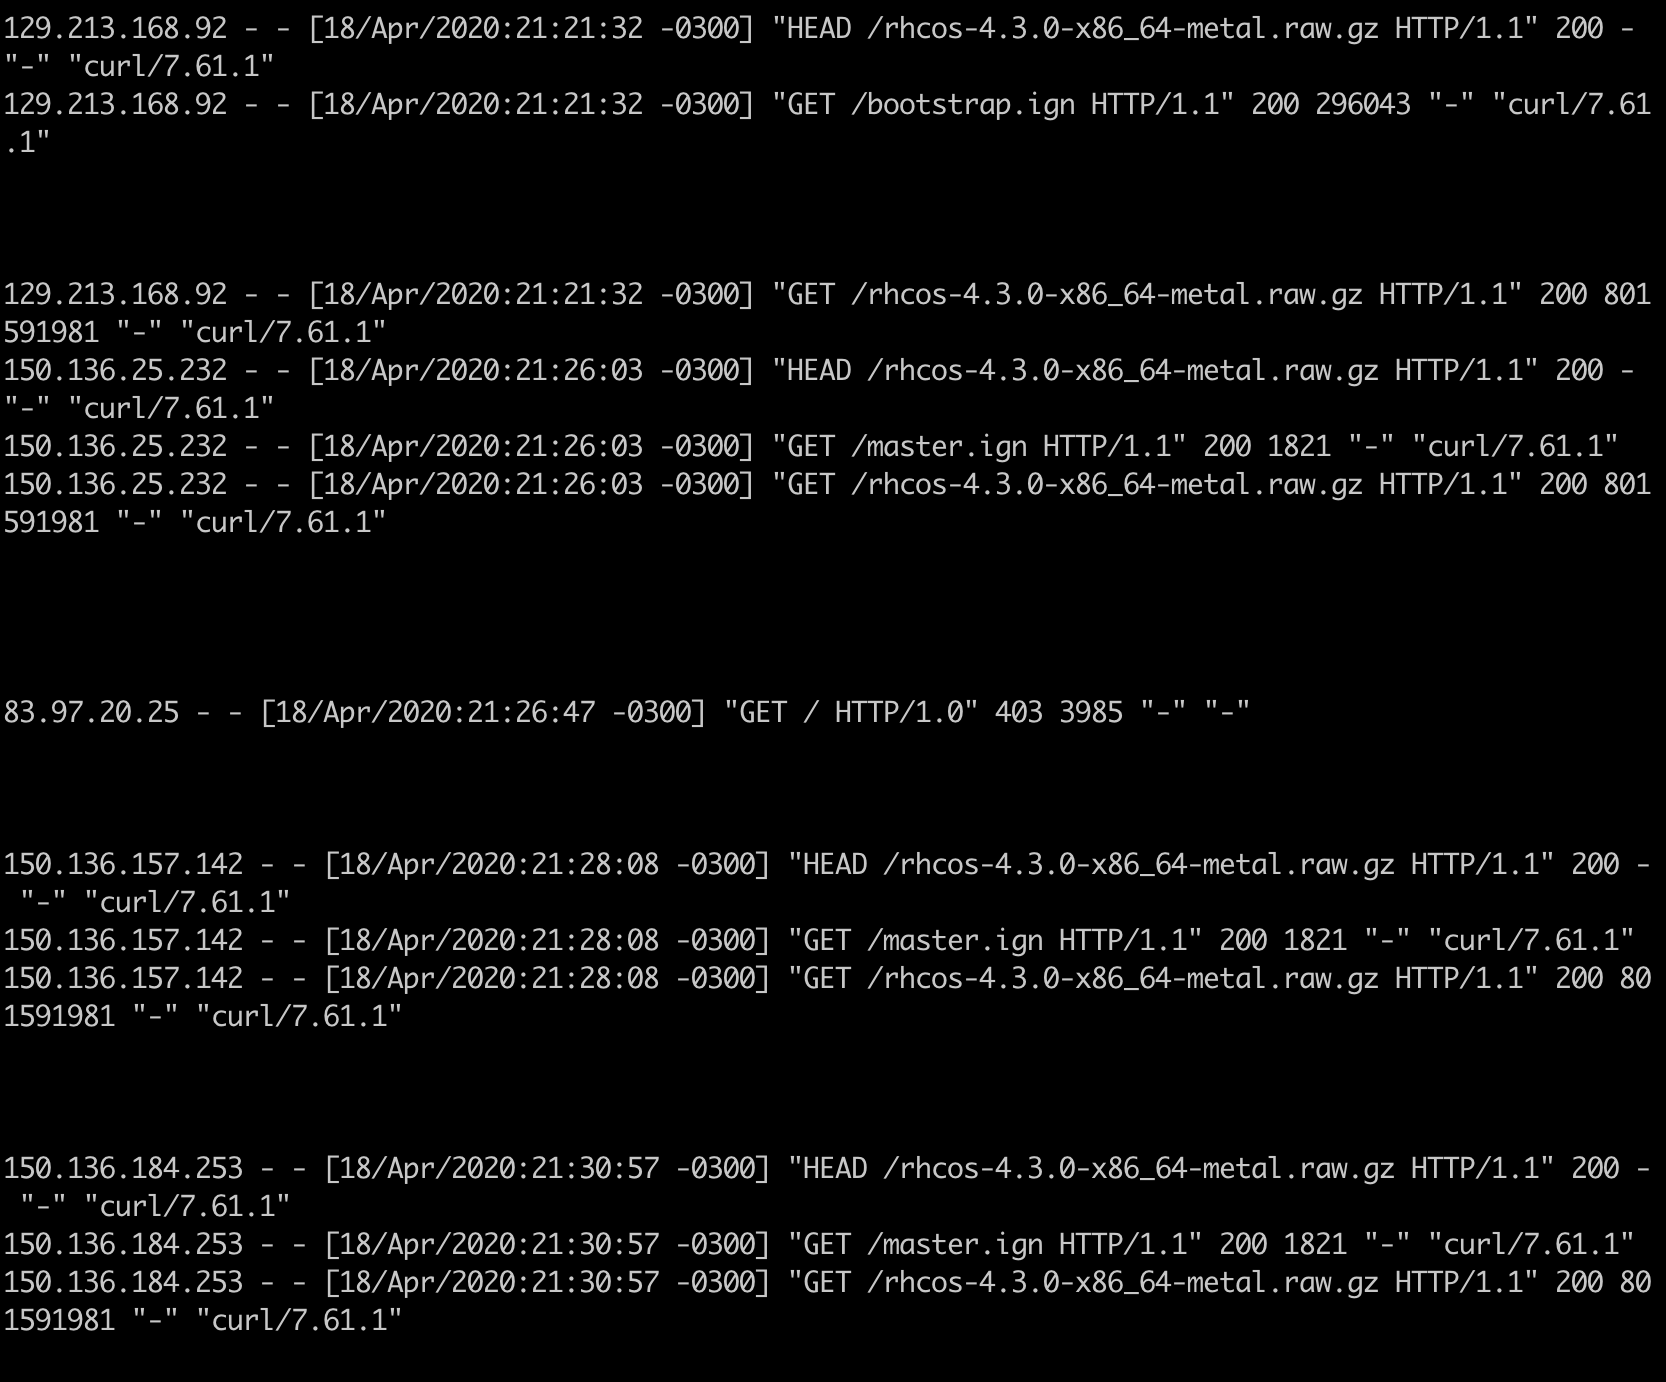 129.213.168.92 - - [18/Apr/2020:21:21:32 -0300] "HEAD /rhcos-4.3.0-x86_64-metal.raw.gz HTTP/1.1" 200 -
"-" "curl/7.61.1"
129.213.168.92 - - [18/Apr/2020:21:21:32 -0300] "GET /bootstrap.ign HTTP/1.1" 200 296043 "-" "curl/7.61
.1"
129.213.168.92 - - [18/Apr/2020:21:21:32 -0300] "GET /rhcos-4.3.0-x86_64-metal.raw.gz HTTP/1.1" 200 801
591981 "-" "curl/7.61.1"
150.136.25.232 - - [18/Apr/2020:21:26:03 -0300] "HEAD /rhcos-4.3.0-x86_64-metal.raw.gz HTTP/1.1" 200 -
"-" "curl/7.61.1"
150.136.25.232 - - [18/Apr/2020:21:26:03 -0300] "GET /master.ign HTTP/1.1" 200 1821 "-" "curl/7.61.1"
150.136.25.232 - - [18/Apr/2020:21:26:03 -0300] "GET /rhcos-4.3.0-x86_64-metal.raw.gz HTTP/1.1" 200 801
591981 "-" "curl/7.61.1"
83.97.20.25 - - [18/Apr/2020:21:26:47 -0300] "GET / HTTP/1.0" 403 3985 "-" "-"
150.136.157.142 - - [18/Apr/2020:21:28:08 -0300] "HEAD /rhcos-4.3.0-x86_64-metal.raw.gz HTTP/1.1" 200 -
 "-" "curl/7.61.1"
150.136.157.142 - - [18/Apr/2020:21:28:08 -0300] "GET /master.ign HTTP/1.1" 200 1821 "-" "curl/7.61.1"
150.136.157.142 - - [18/Apr/2020:21:28:08 -0300] "GET /rhcos-4.3.0-x86_64-metal.raw.gz HTTP/1.1" 200 80
1591981 "-" "curl/7.61.1"
150.136.184.253 - - [18/Apr/2020:21:30:57 -0300] "HEAD /rhcos-4.3.0-x86_64-metal.raw.gz HTTP/1.1" 200 -
 "-" "curl/7.61.1"
150.136.184.253 - - [18/Apr/2020:21:30:57 -0300] "GET /master.ign HTTP/1.1" 200 1821 "-" "curl/7.61.1"
150.136.184.253 - - [18/Apr/2020:21:30:57 -0300] "GET /rhcos-4.3.0-x86_64-metal.raw.gz HTTP/1.1" 200 80
1591981 "-" "curl/7.61.1"